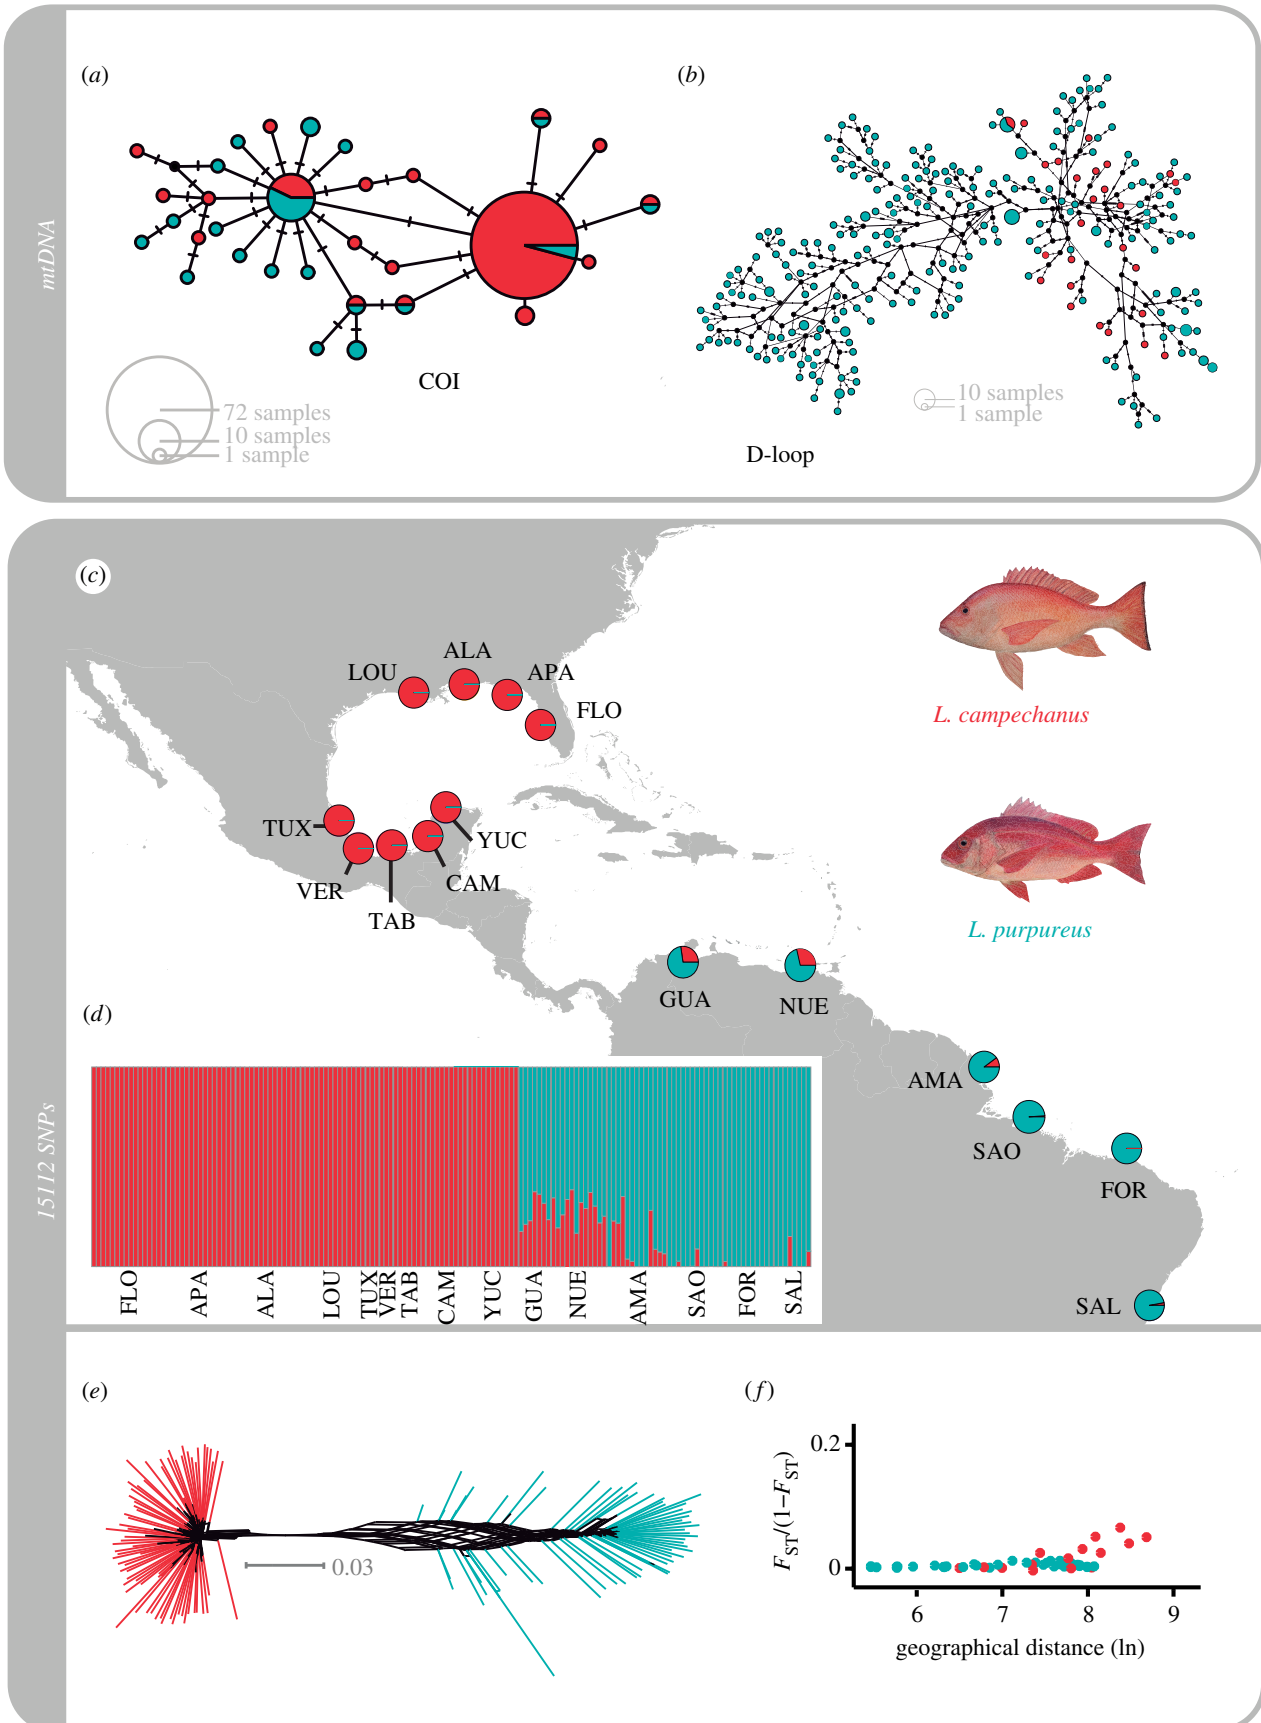 mtDNA
(a)
(b)
COI
72 samples
10 samples
1 sample
10 samples
1 sample
D-loop
15112 SNPs
(c)
LOU
ALA
APA
FLO
TUX
VER
TAB
CAM
YUC
L. campechanus
L. purpureus
GUA
NUE
AMA
SAO
FOR
SAL
(d)
FLO
APA
ALA
LOU
TUX
VER
TAB
CAM
YUC
GUA
NUE
AMA
SAO
FOR
SAL
(e)
0.03
(f)
FST/(1−FST)
0.2
0
6 7 8 9
geographical distance (ln)